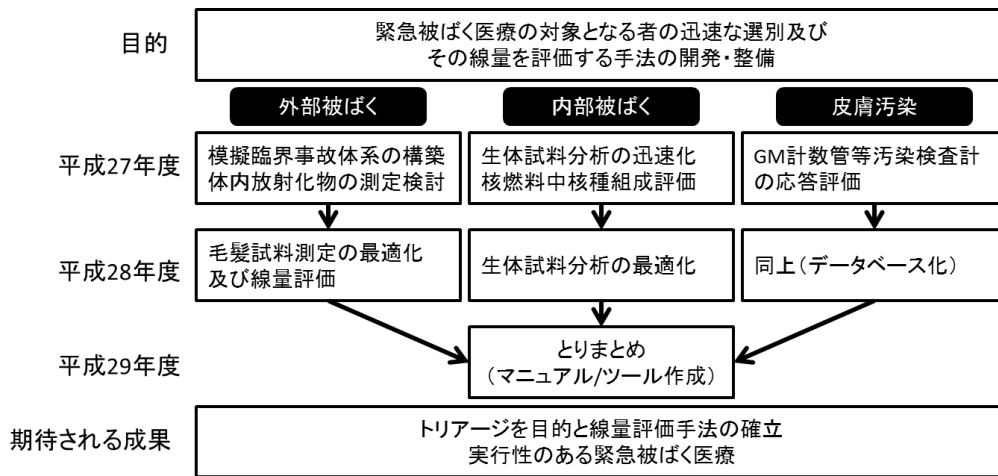 目的
緊急被ばく医療の対象となる者の迅速な選別及び
その線量を評価する手法の開発・整備
外部被ばく
内部被ばく
皮膚汚染
平成27年度
模擬臨界事故体系の構築
体内放射化物の測定検討
生体試料分析の迅速化
核燃料中核種組成評価
GM計数管等汚染検査計
の応答評価
平成28年度
毛髪試料測定の最適化
及び線量評価
生体試料分析の最適化
同上（データベース化）
平成29年度
とりまとめ
（マニュアル/ツール作成）
期待される成果
トリアージを目的と線量評価手法の確立
実行性のある緊急被ばく医療